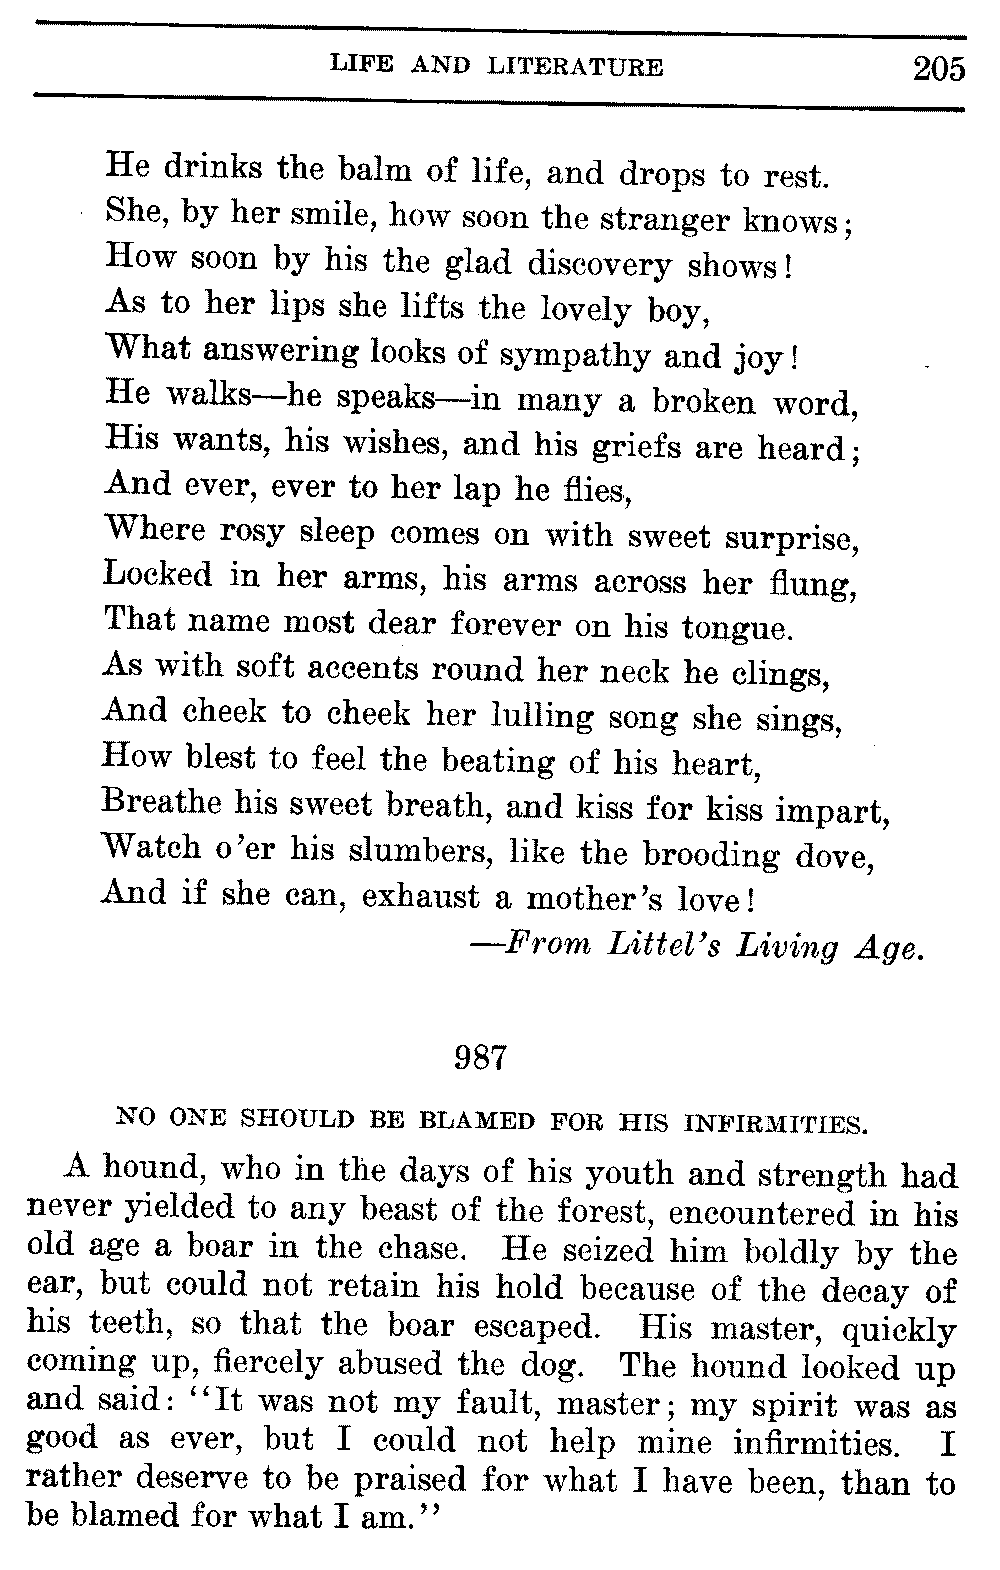 LIFE AND LITERATURE 205
He drinks the balm of life, and drops to rest.
She, by her smile, how soon the stranger knows;
How soon by his the glad discovery shows!
As to her lips she lifts the lovely boy,
What answering looks of sympathy and joy!
He walks—he speaks—in many a broken word,
His wants, his wishes, and his griefs are heard;
And ever, ever to her lap he flies,
Where rosy sleep comes on with sweet surprise,
Locked in her arms, his arms across her flung,
That name most dear forever on his tongue.
As with soft accents round her neck he clings,
And cheek to cheek her lulling song she sings,
How blest to feel the beating of his heart,
Breathe his sweet breath, and kiss for kiss impart,
Watch o'er his slumbers, like the brooding dove,
And if she can, exhaust a mother's love!
—From Littel's Living Age.
987
NO ONE SHOULD BE BLAMED FOR HIS INFIRMITIES.
A hound, who in the days of his youth and strength had
never yielded to any beast of the forest, encountered in his
old age a boar in the chase. He seized him boldly by the
ear, but could not retain his hold because of the decay of
his teeth, so that the boar escaped. His master, quickly
coming up, fiercely abused the dog. The hound looked up
and said: "It was not my fault, master; my spirit was as
good as ever, but I could not help mine infirmities. I
rather deserve to be praised for what I have been, than to
be blamed for what I am."